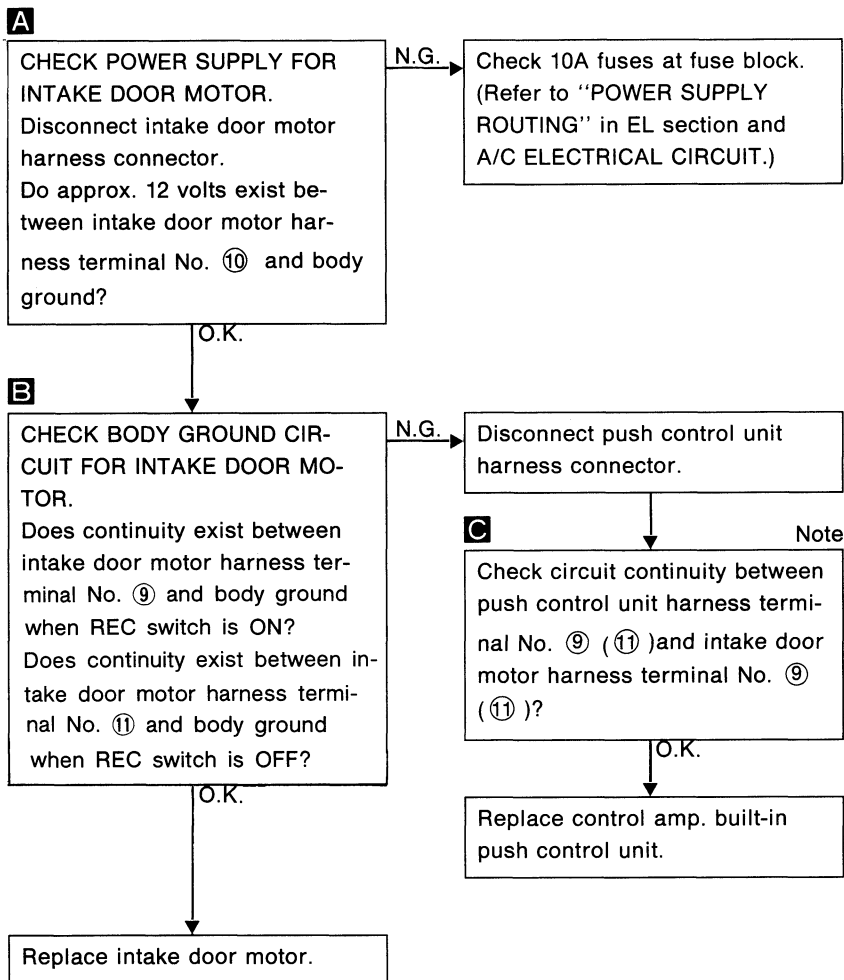 A
CHECK POWER SUPPLY FOR
INTAKE DOOR MOTOR.
Disconnect intake door motor
harness connector.
Do approx. 12 volts exist be-
tween intake door motor har-
ness terminal No. ⑩ and body
ground?
N.G.
Check 10A fuses at fuse block.
(Refer to "POWER SUPPLY
ROUTING" in EL section and
A/C ELECTRICAL CIRCUIT.)
O.K.
B
CHECK BODY GROUND CIR-
CUIT FOR INTAKE DOOR MO-
TOR.
Does continuity exist between
intake door motor harness ter-
minal No. ⑨ and body ground
when REC switch is ON?
Does continuity exist between in-
take door motor harness termi-
nal No. ⑪ and body ground
when REC switch is OFF?
N.G.
Disconnect push control unit
harness connector.
C
Note
Check circuit continuity between
push control unit harness termi-
nal No. ⑨ ( ⑪ )and intake door
motor harness terminal No. ⑨
( ⑪ )?
O.K.
Replace control amp. built-in
push control unit.
O.K.
Replace intake door motor.